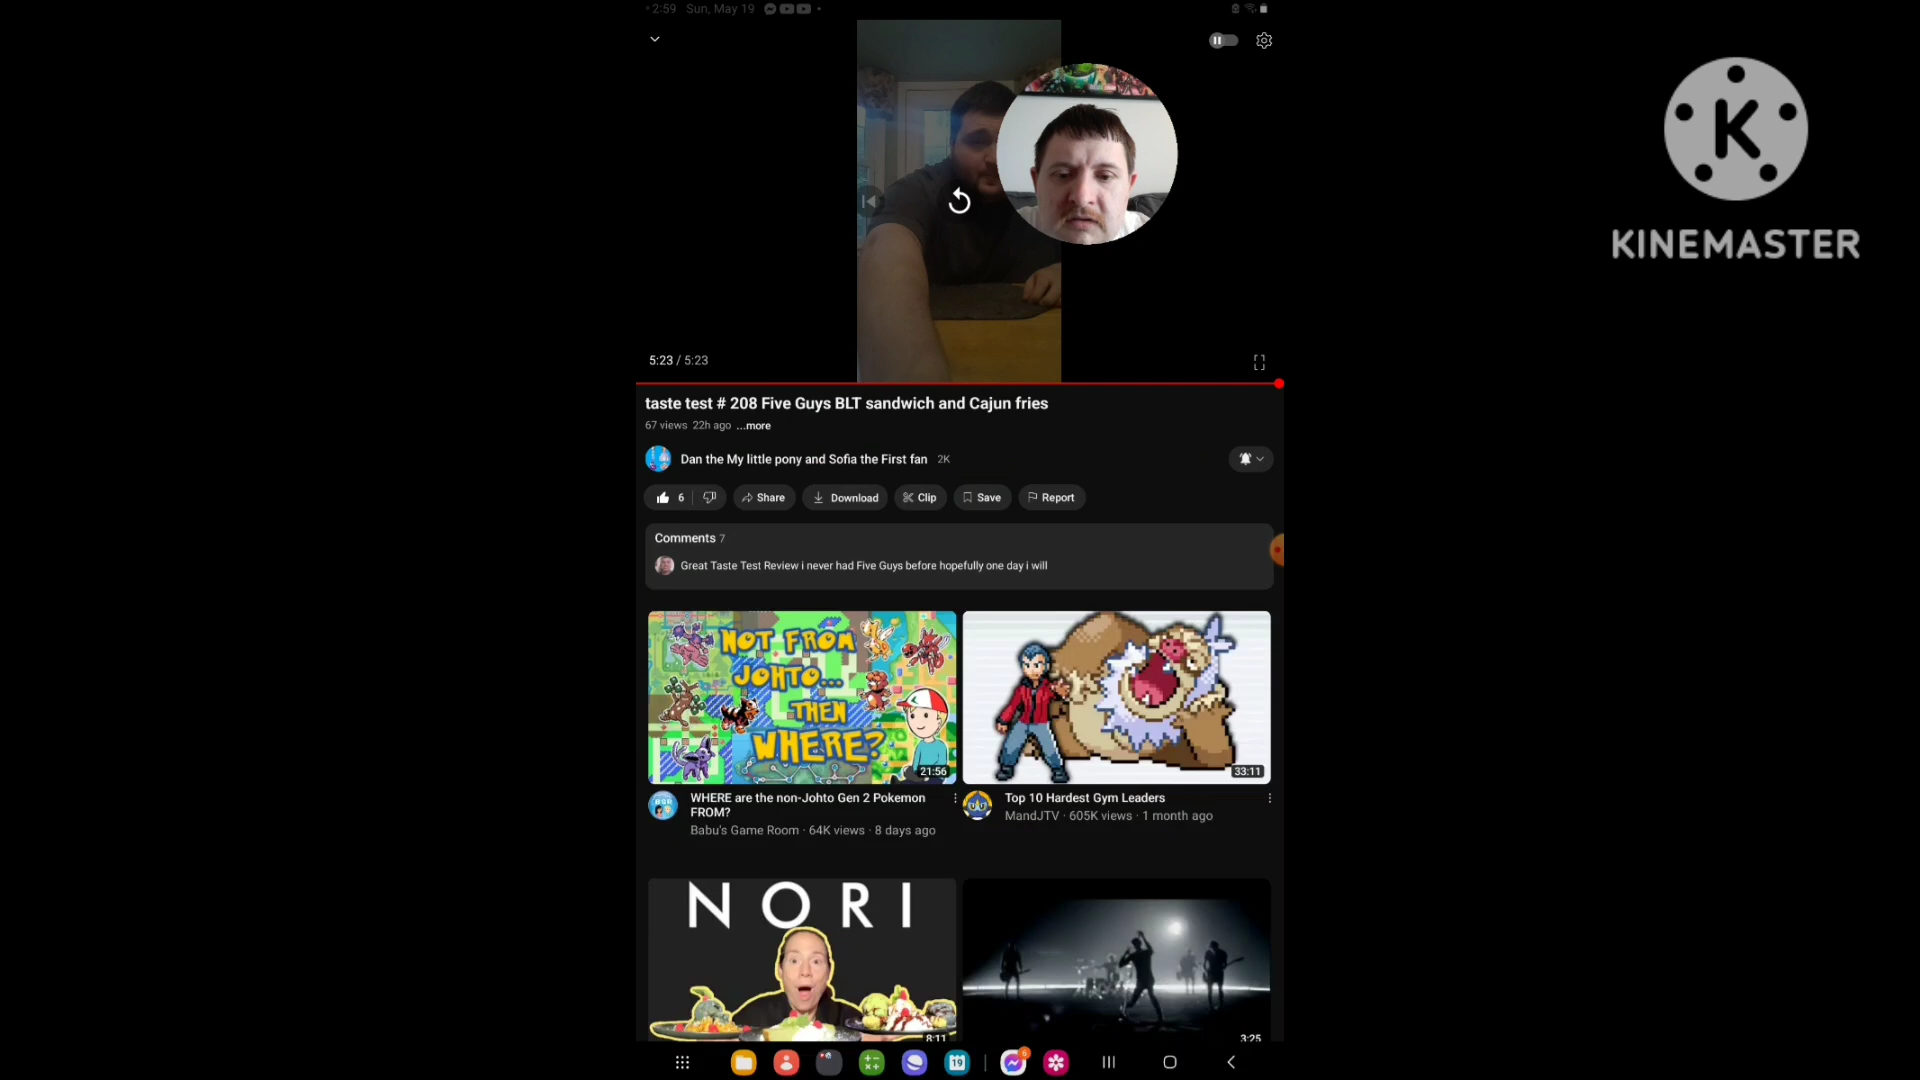 2:59 Sun, May 19
K
KINEMASTER
5:23 / 5:23
taste test # 208 Five Guys BLT sandwich and Cajun fries
67 views 22h ago ...more
Dan the My little pony and Sofia the First fan 2K
6 Share Download Clip Save Report
Comments 7
Great Taste Test Review i never had Five Guys before hopefully one day i will
NOT FROM
JOHTO...
THEN
WHERE?
21:56
33:11
WHERE are the non-Johto Gen 2 Pokemon
FROM?
Babu's Game Room · 64K views · 8 days ago
Top 10 Hardest Gym Leaders
MandJTV · 605K views · 1 month ago
NORI
8:11
3:25
19